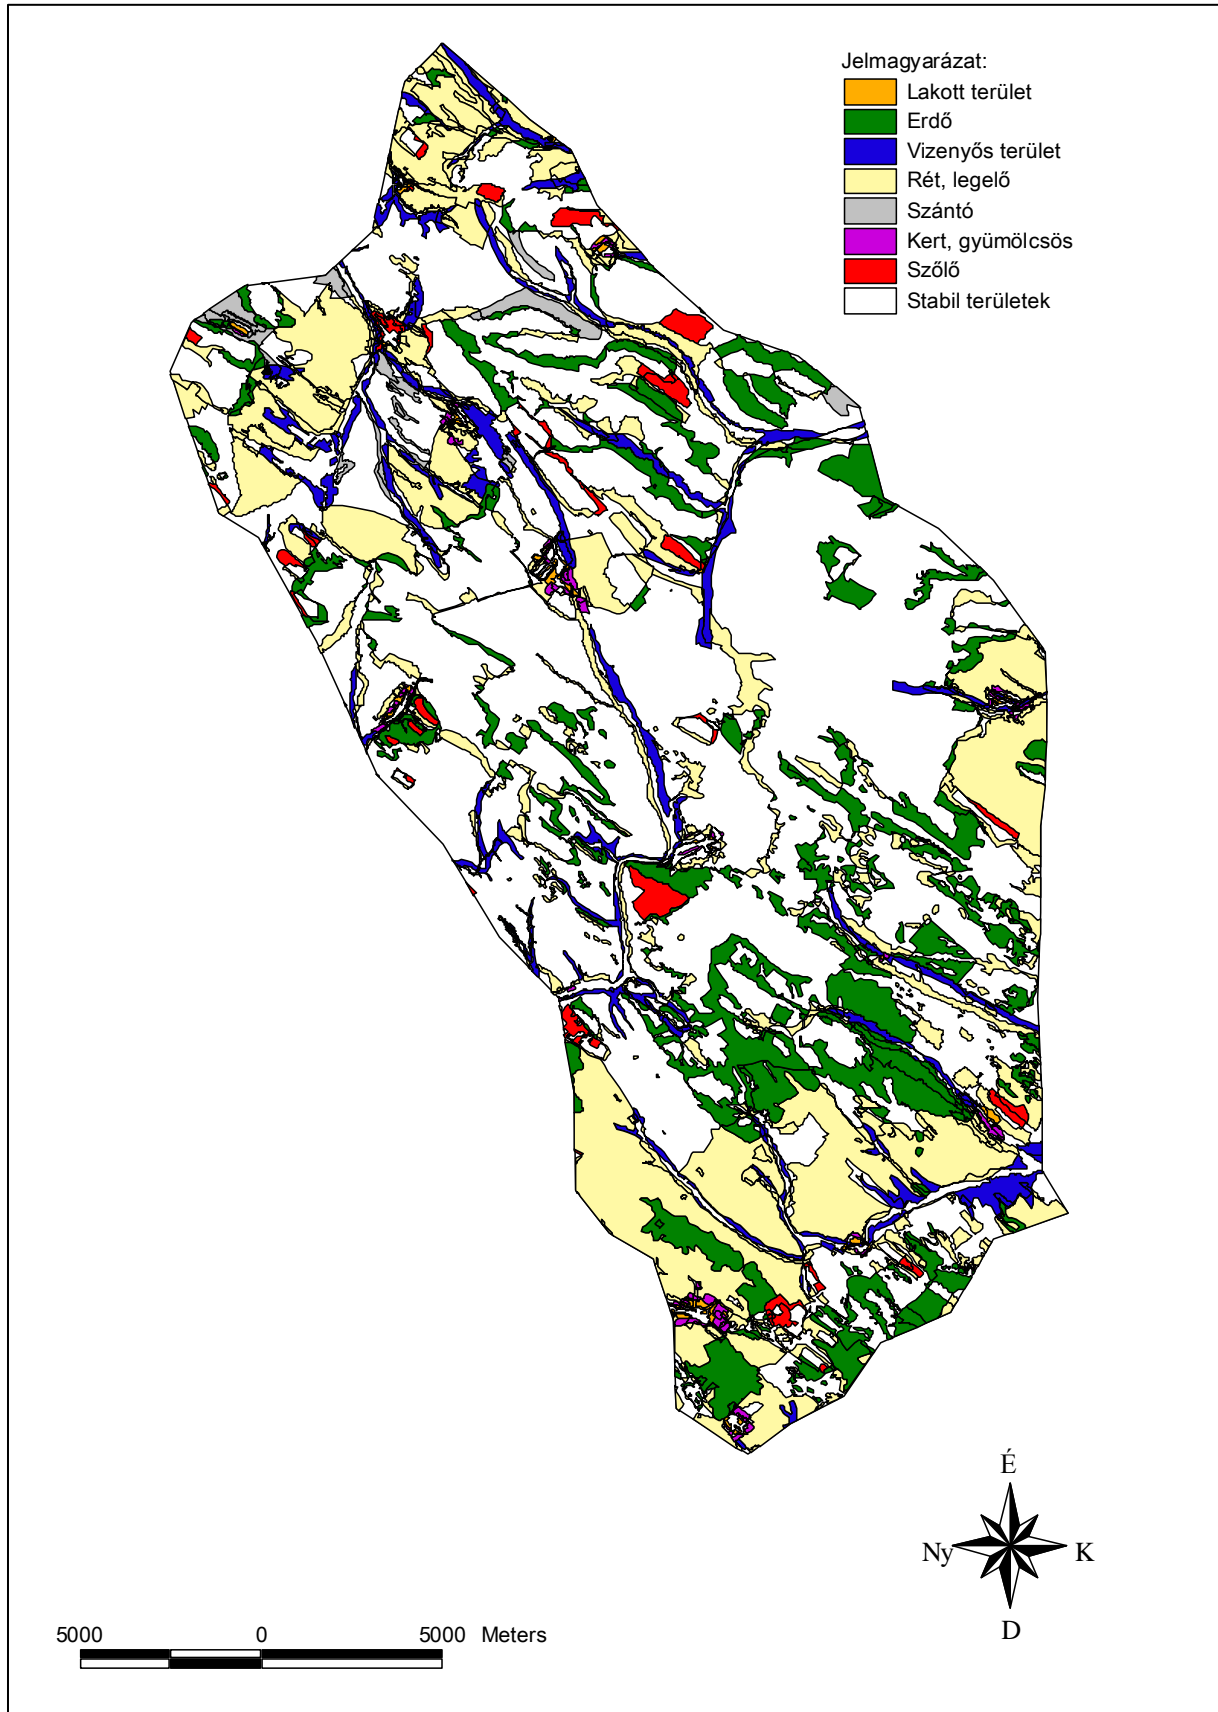 Jelmagyarázat:
Lakott terület
Erdő
Vizenyős terület
Rét, legelő
Szántó
Kert, gyümölcsös
Szőlő
Stabil területek
É
Ny
K
D
5000 0 5000 Meters